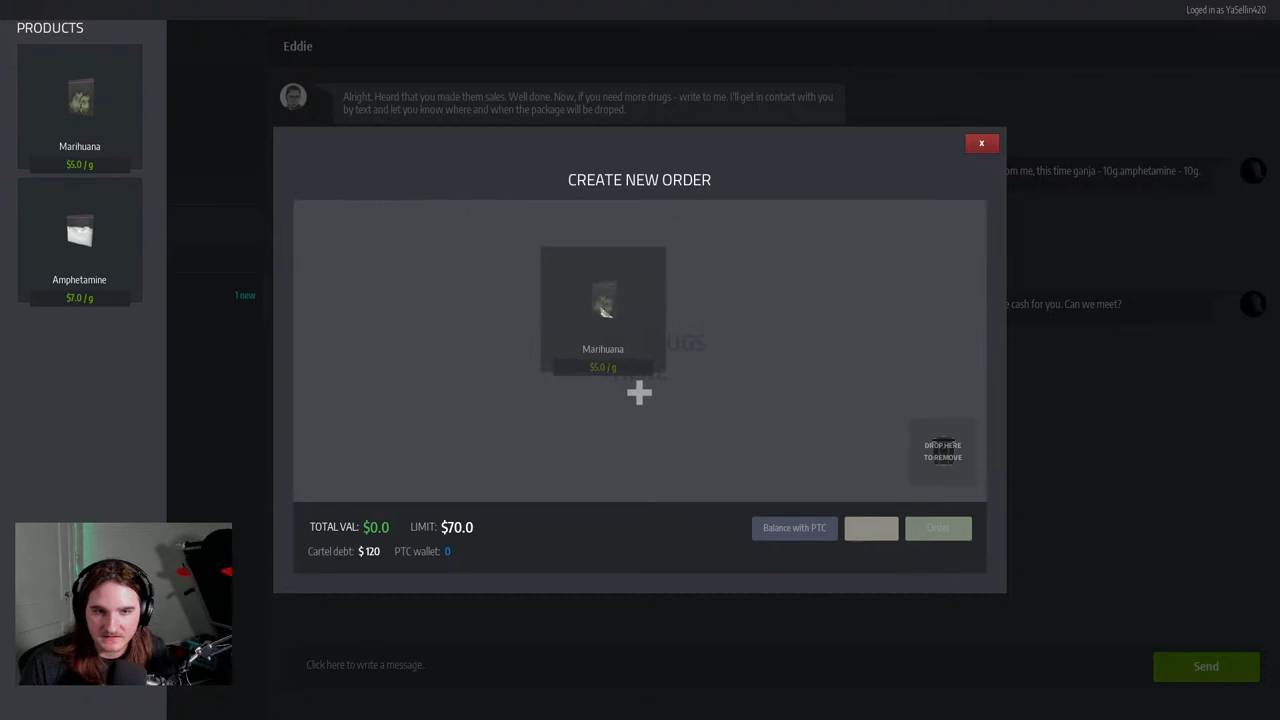 Loged in as YaSellin420
PRODUCTS
Marihuana
$5.0 / g
Amphetamine
$7.0 / g
1 new
Eddie
Alright. Heard that you made them sales. Well done. Now, if you need more drugs - write to me. I'll get in contact with you
by text and let you know where and when the package will be droped.
om me, this time ganja - 10g.amphetamine - 10g.
e cash for you. Can we meet?
x
CREATE NEW ORDER
Marihuana
$5.0 / g
UGS
DROP HERE
TO REMOVE
TOTAL VAL: $0.0
LIMIT: $70.0
Cartel debt: $ 120
PTC wallet: 0
Balance with PTC
Order
Click here to write a message.
Send